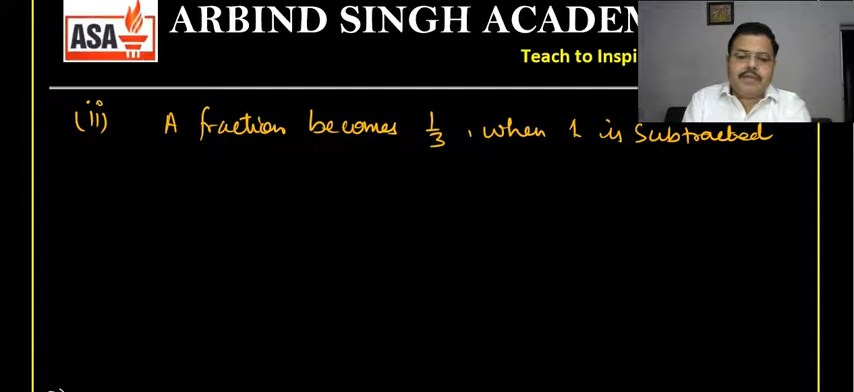 ASA
ARBIND SINGH ACADEM
Teach to Inspi
(ii) A fraction becomes 1/3, when 1 is subtracted